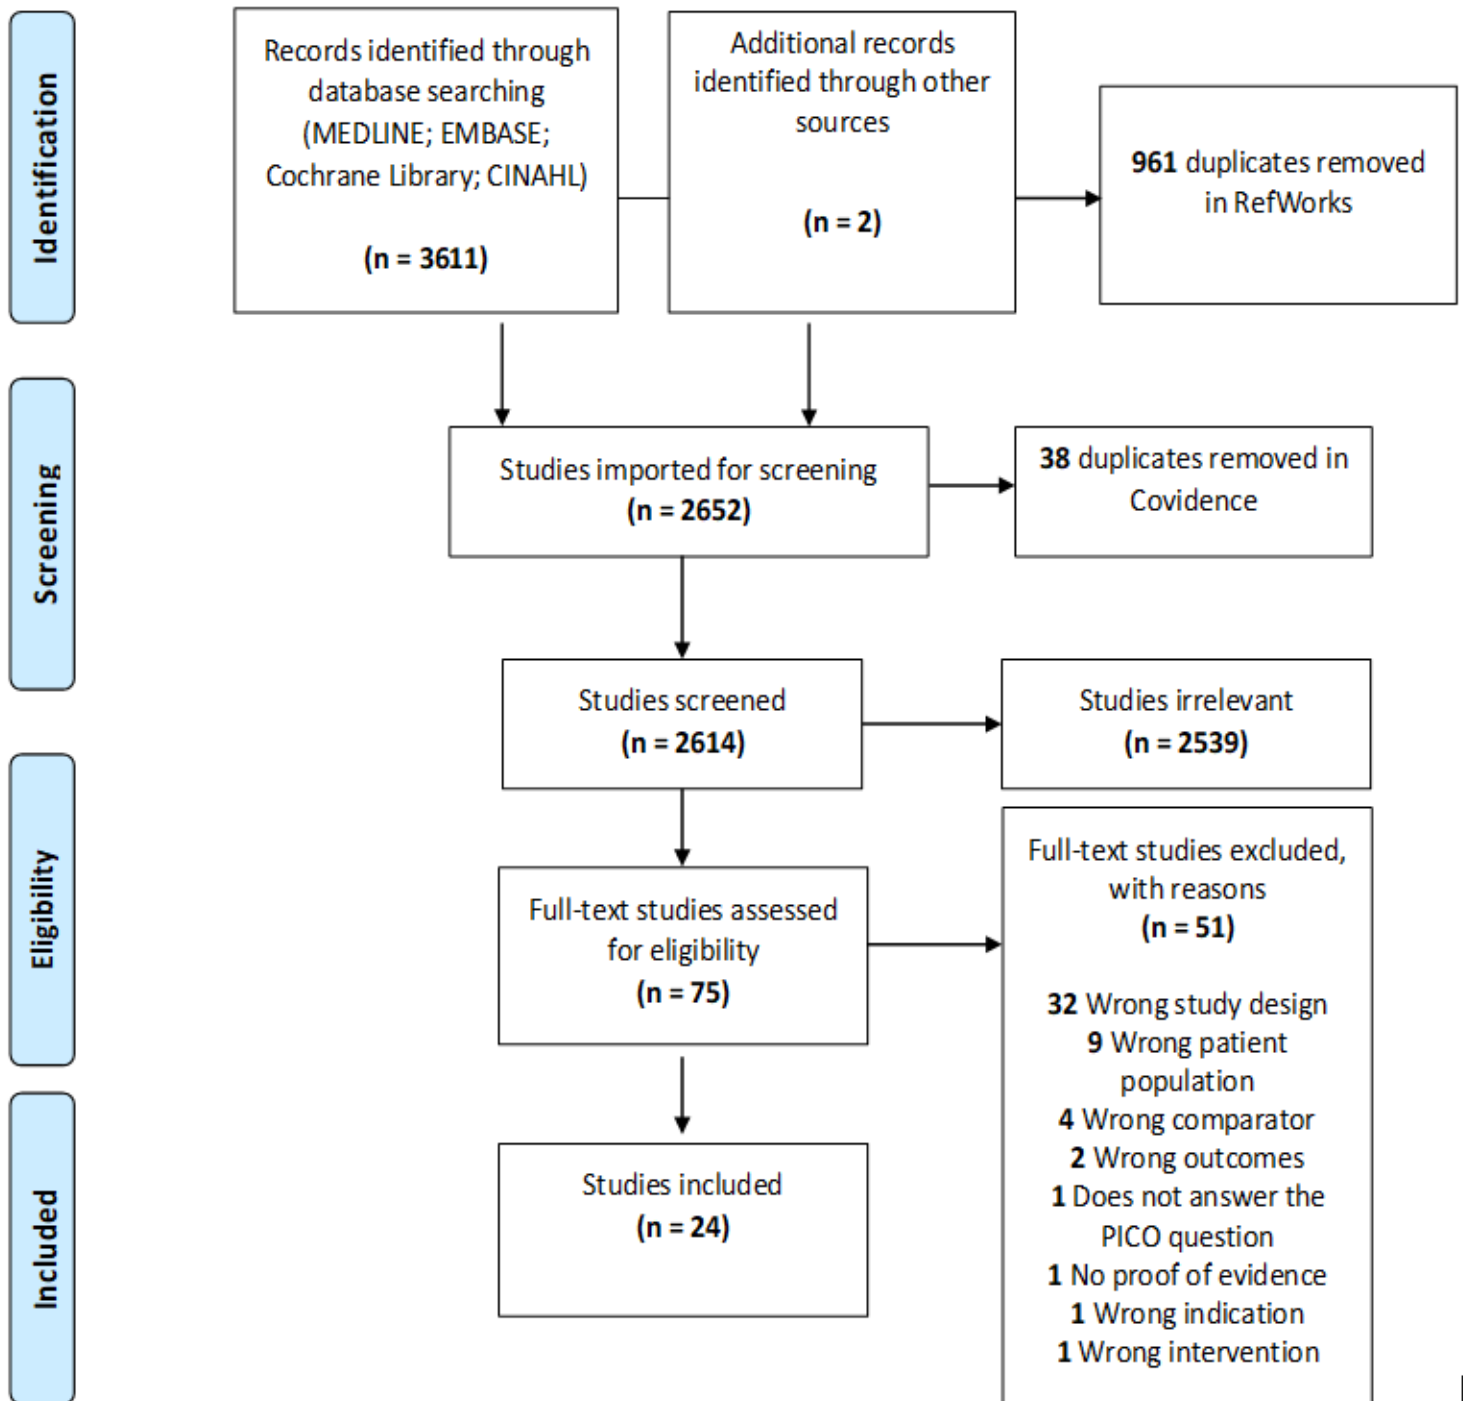 Identification
Records identified through
database searching
(MEDLINE; EMBASE;
Cochrane Library; CINAHL)
(n = 3611)
Additional records
identified through other
sources
(n = 2)
961 duplicates removed
in RefWorks
Screening
Studies imported for screening
(n = 2652)
38 duplicates removed in
Covidence
Studies screened
(n = 2614)
Studies irrelevant
(n = 2539)
Eligibility
Full-text studies assessed
for eligibility
(n = 75)
Full-text studies excluded,
with reasons
(n = 51)
32 Wrong study design
9 Wrong patient
population
4 Wrong comparator
2 Wrong outcomes
1 Does not answer the
PICO question
1 No proof of evidence
1 Wrong indication
1 Wrong intervention
Included
Studies included
(n = 24)